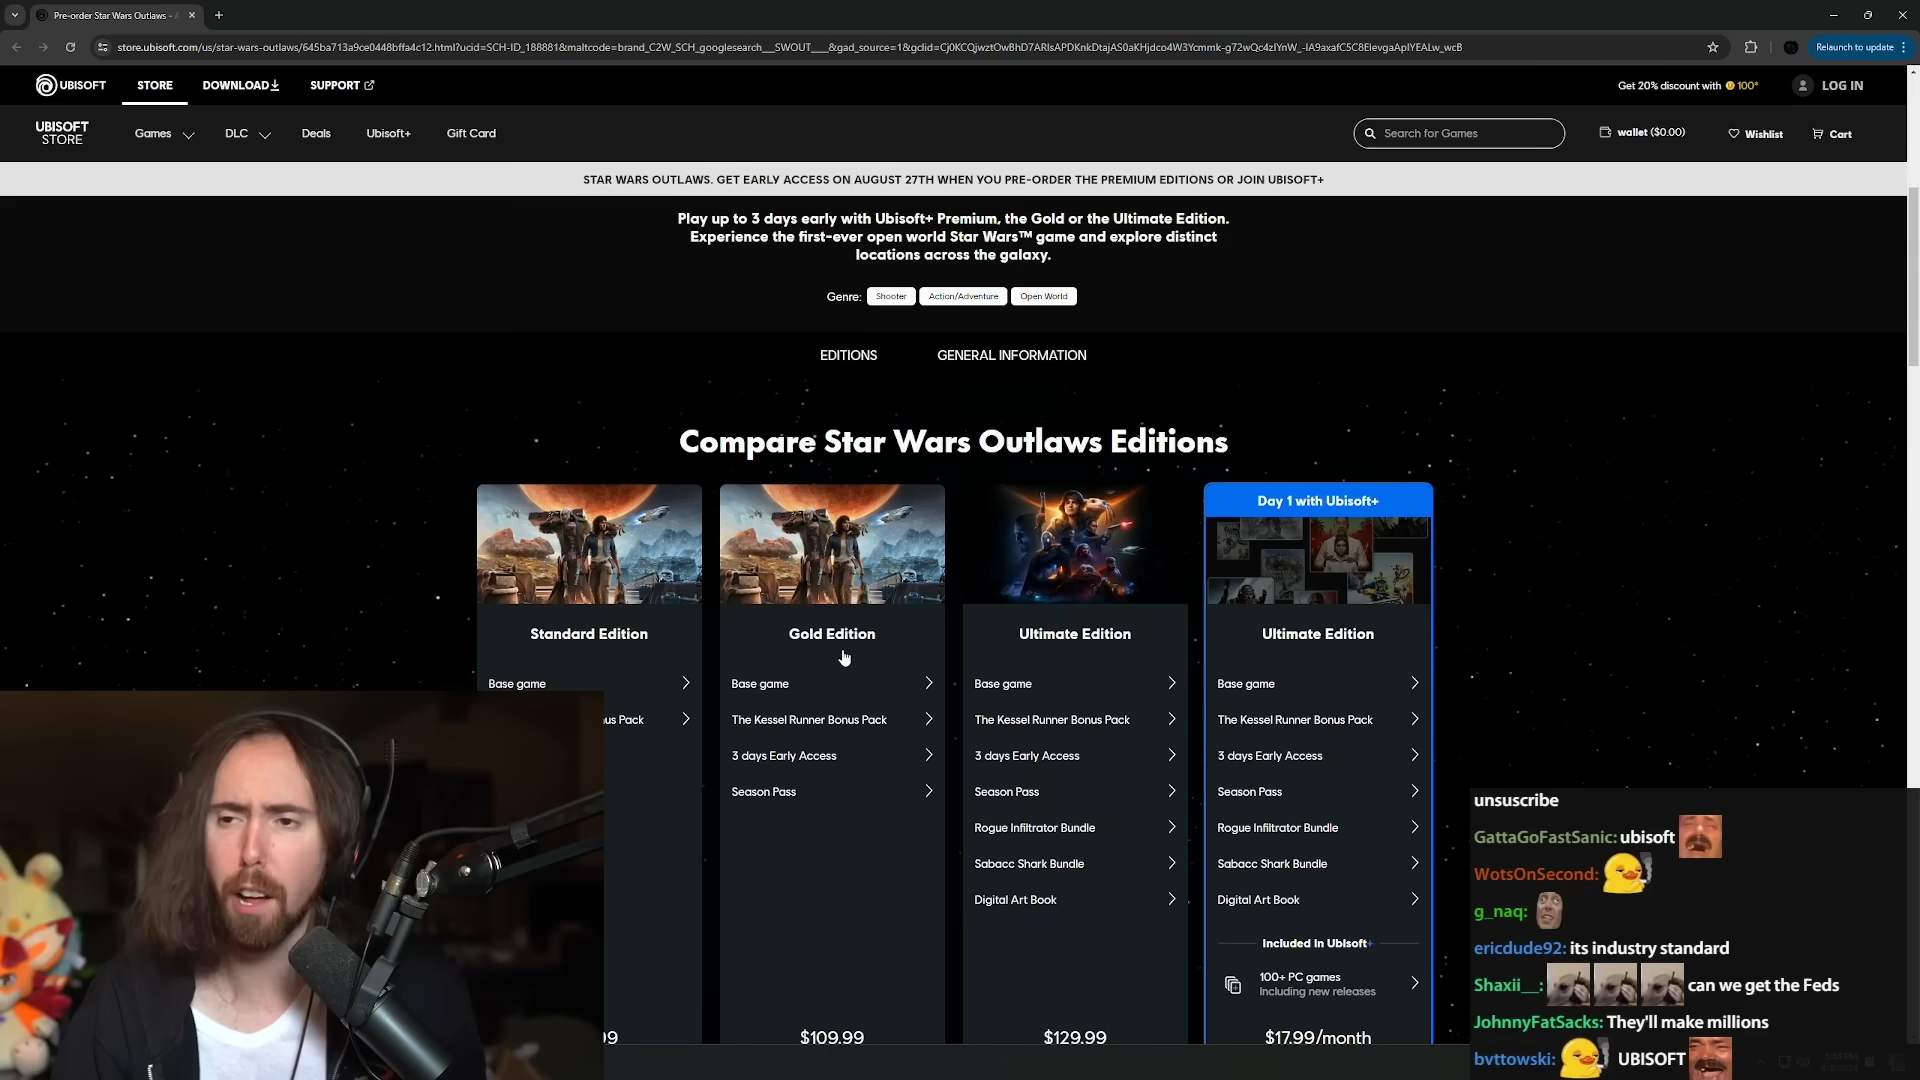 Pre-order Star Wars Outlaws -
store.ubisoft.com/us/star-wars-outlaws/645ba713a9ce0448bffa4c12.html?ucid=SCH-ID_188881&maltcode=brand_C2W_SCH_googlesearch___SWOUT____&gad_source=1&gclid=Cj0KCQjwztOwBhD7ARIsAPDKnkDtajAS0aKHjdco4W3Ycmmk-g72wQc4zIYnW_-IA9axafC5C8ElevgaApIYEALw_wcB
Relaunch to update
UBISOFT
STORE
DOWNLOAD
SUPPORT
Get 20% discount with 100*
LOG IN
UBISOFT
STORE
Games
DLC
Deals
Ubisoft+
Gift Card
Search for Games
wallet ($0.00)
Wishlist
Cart
STAR WARS OUTLAWS. GET EARLY ACCESS ON AUGUST 27TH WHEN YOU PRE-ORDER THE PREMIUM EDITIONS OR JOIN UBISOFT+
Play up to 3 days early with Ubisoft+ Premium, the Gold or the Ultimate Edition.
Experience the first-ever open world Star Wars™ game and explore distinct
locations across the galaxy.
Genre: Shooter Action/Adventure Open World
EDITIONS
GENERAL INFORMATION
Compare Star Wars Outlaws Editions
Standard Edition
Base game
us Pack
Gold Edition
Base game
The Kessel Runner Bonus Pack
3 days Early Access
Season Pass
$109.99
Ultimate Edition
Base game
The Kessel Runner Bonus Pack
3 days Early Access
Season Pass
Rogue Infiltrator Bundle
Sabacc Shark Bundle
Digital Art Book
$129.99
Day 1 with Ubisoft+
Ultimate Edition
Base game
The Kessel Runner Bonus Pack
3 days Early Access
Season Pass
Rogue Infiltrator Bundle
Sabacc Shark Bundle
Digital Art Book
Included in Ubisoft+
100+ PC games
Including new releases
$17.99/month
unsuscribe
GattaGoFastSanic: ubisoft
WotsOnSecond:
g_naq:
ericdude92: its industry standard
Shaxii__: can we get the Feds
JohnnyFatSacks: They'll make millions
bvttowski: UBISOFT